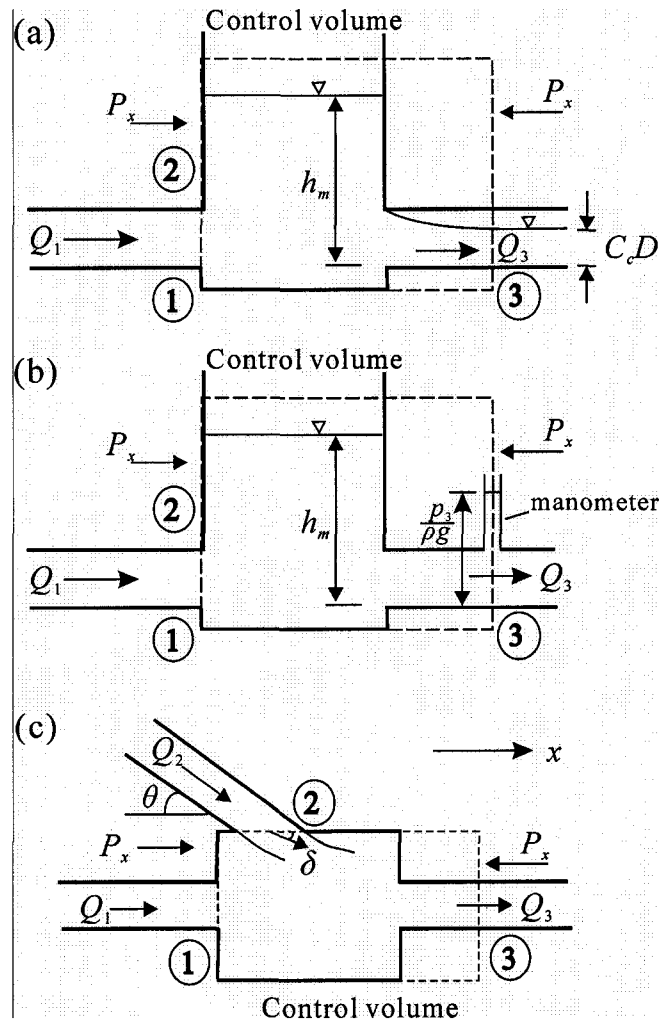 (a)
Control volume
P_x
P_x
②
h_m
Q_1
Q_3
C_cD
①
③
(b)
Control volume
P_x
P_x
②
h_m
p_3/ρg
manometer
Q_1
Q_3
①
③
(c)
Q_2
x
θ
②
P_x
δ
P_x
Q_1
Q_3
①
③
Control volume